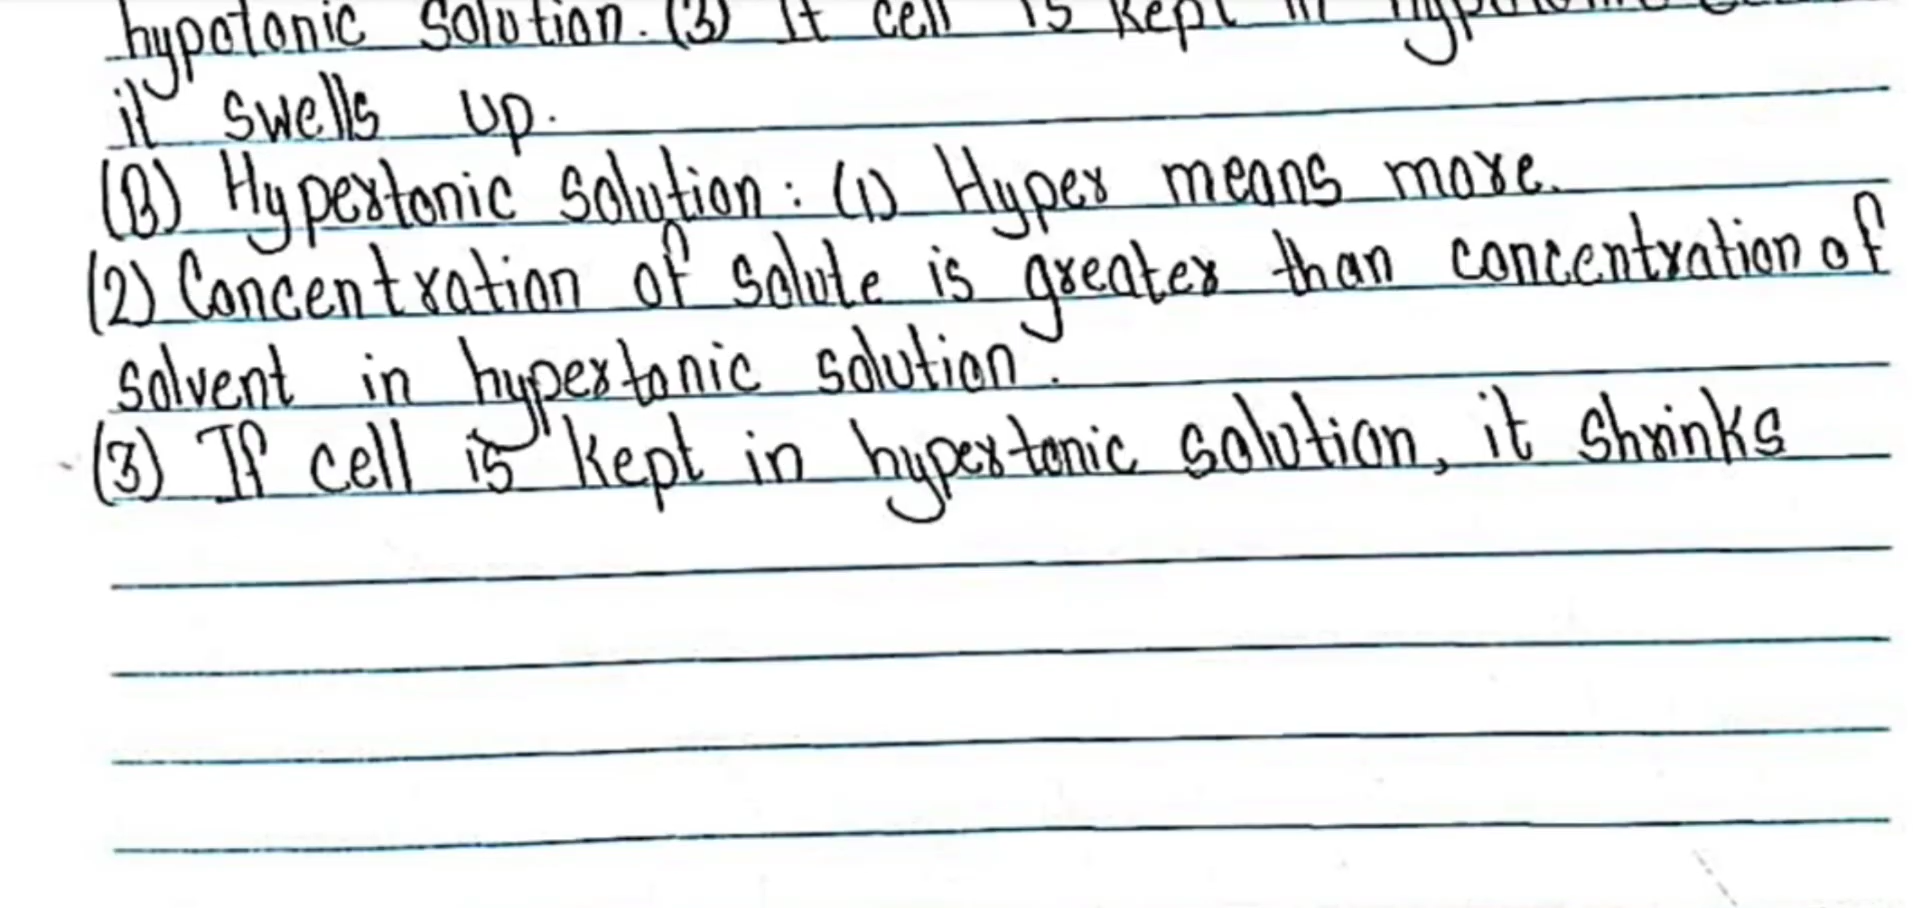 hypotonic solution. (3) If cell is kept in
it swells up.
(B) Hypertonic solution: (1) Hyper means more.
(2) Concentration of solute is greater than concentration of
solvent in hypertonic solution.
(3) If cell is kept in hypertonic solution, it shrinks